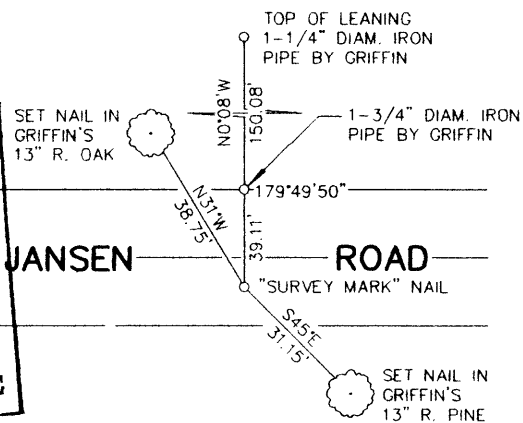 TOP OF LEANING
1-1/4" DIAM. IRON
PIPE BY GRIFFIN
N0°08'W
150.08'
SET NAIL IN
GRIFFIN'S
13" R. OAK
1-3/4" DIAM. IRON
PIPE BY GRIFFIN
179°49'50"
N31°W
38.75'
39.11'
JANSEN ROAD
"SURVEY MARK" NAIL
S45°E
31.15'
SET NAIL IN
GRIFFIN'S
13" R. PINE